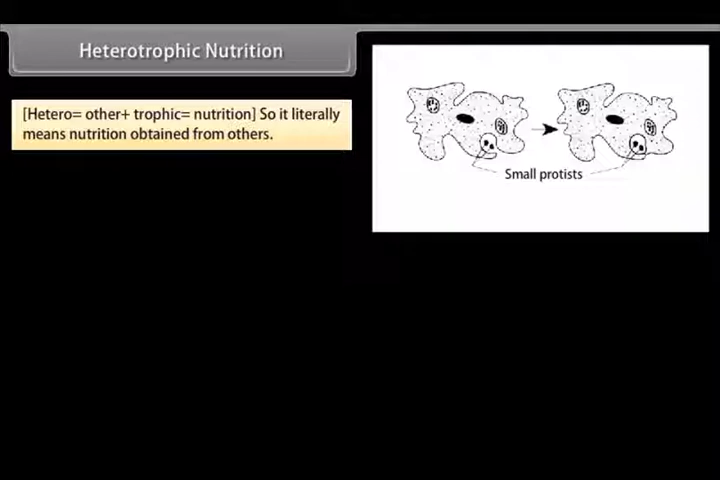 Heterotrophic Nutrition
[Hetero= other+ trophic= nutrition] So it literally
means nutrition obtained from others.
Small protists